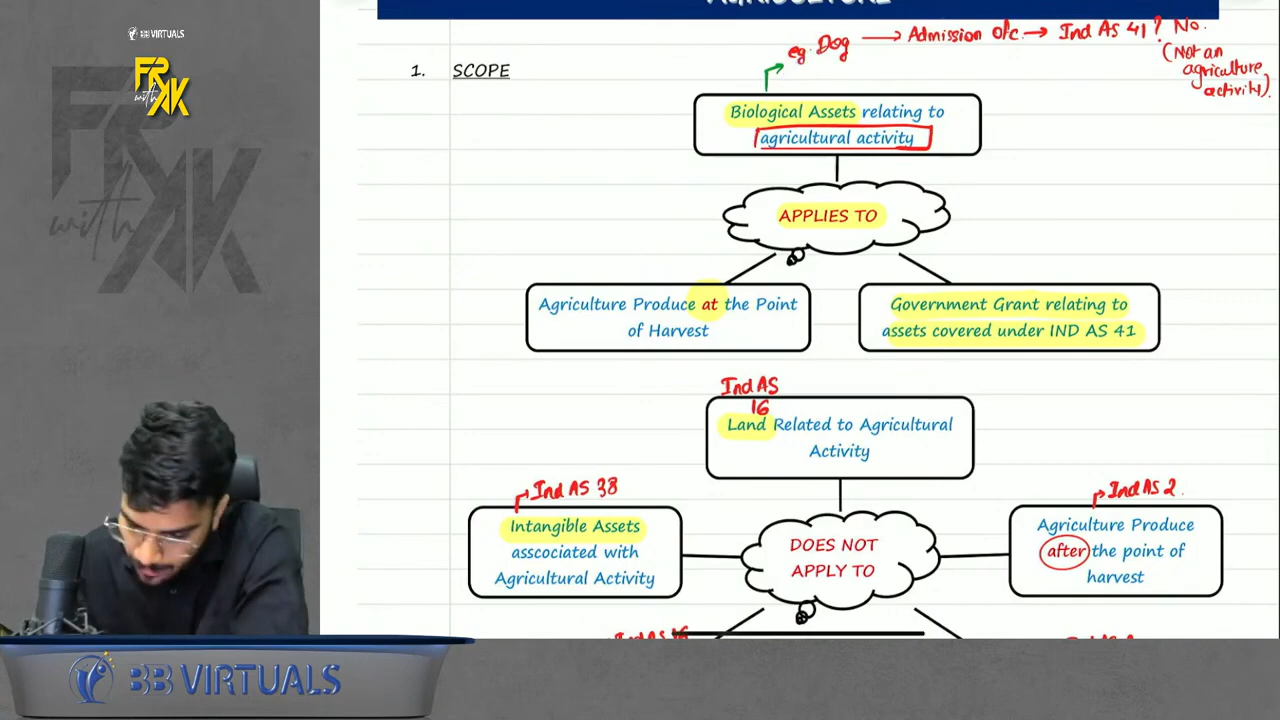 BB VIRTUALS
FR
with
AK
FR
with
AK
AGRICULTURE
eg. Dog → Admission o/c. → Ind AS 41? No.
(Not an
agriculture
activity).
1. SCOPE
Biological Assets relating to
agricultural activity
APPLIES TO
Agriculture Produce at the Point
of Harvest
Government Grant relating to
assets covered under IND AS 41
Ind AS
16
Land Related to Agricultural
Activity
Ind AS 38
Intangible Assets
asscociated with
Agricultural Activity
DOES NOT
APPLY TO
Ind AS 2.
Agriculture Produce
after the point of
harvest
BB VIRTUALS